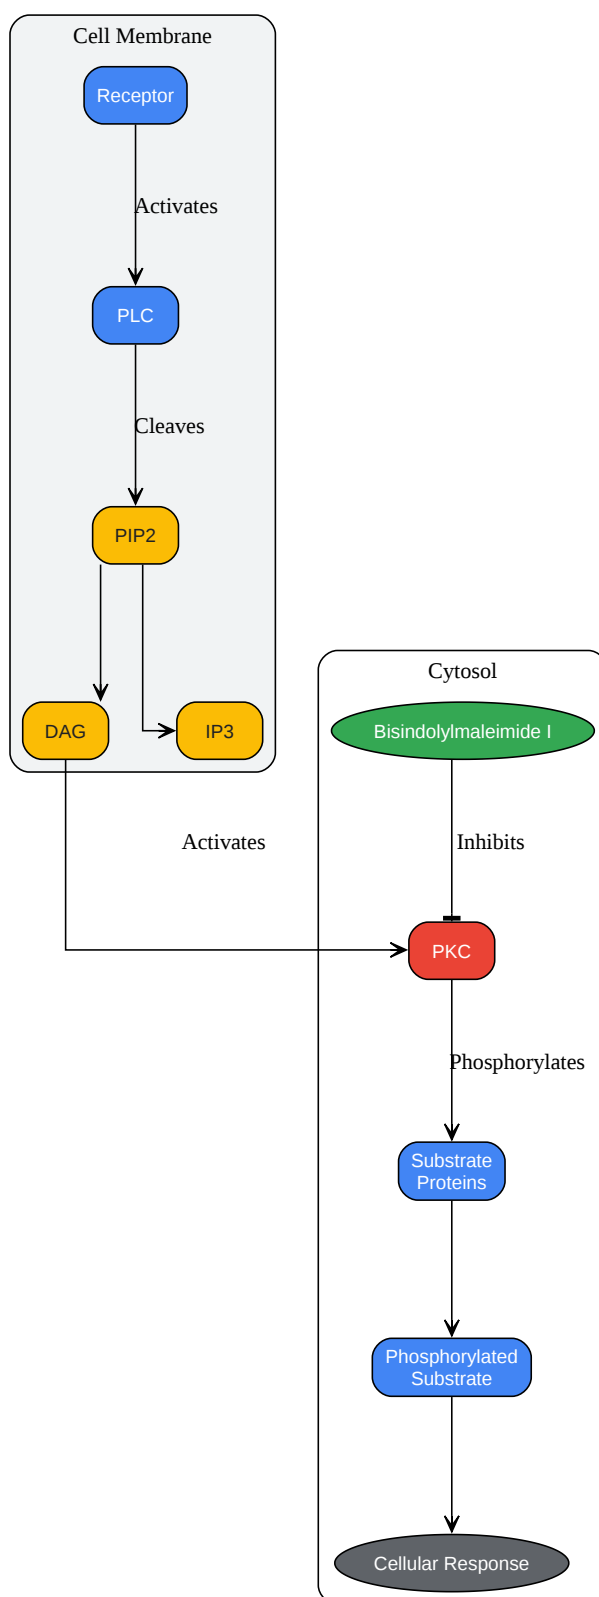 Cell Membrane
Receptor
Activates
PLC
Cleaves
PIP2
DAG
IP3
Cytosol
Bisindolylmaleimide I
Activates
Inhibits
PKC
Phosphorylates
Substrate
Proteins
Phosphorylated
Substrate
Cellular Response